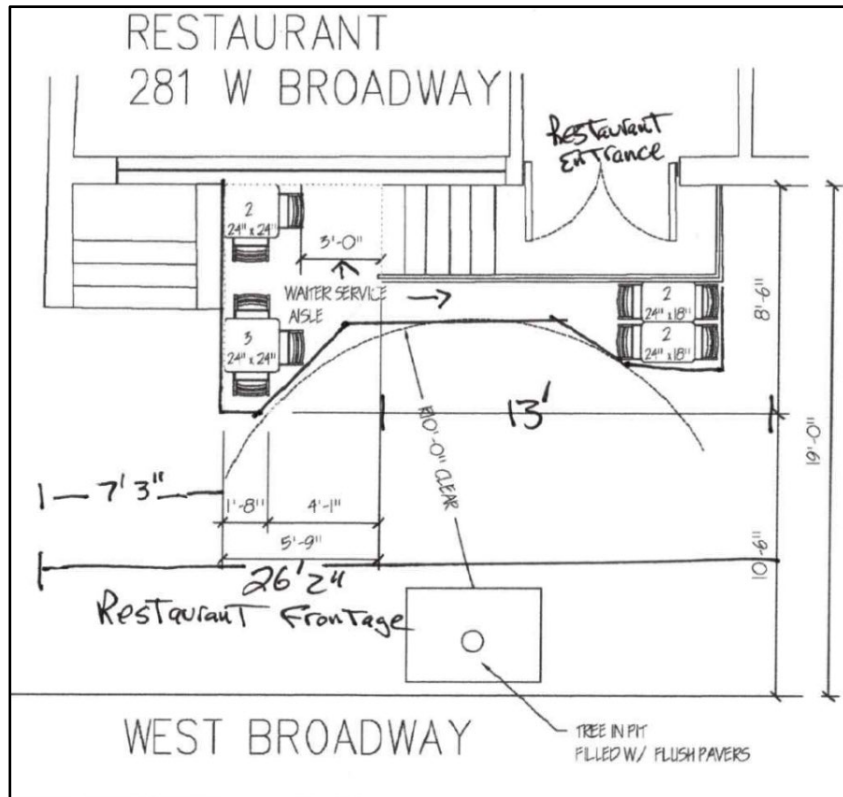 RESTAURANT
281 W BROADWAY
Restaurant
Entrance
2
24" x 24"
3'-0"
WAITER SERVICE
AISLE
3
24" x 24"
2
24" x 18"
2
24" x 18"
8'-6"
13'
R10'-0" CLEAR
19'-0"
7'3"
1'-8"
4'-1"
5'-9"
10'-6"
26'2"
Restaurant Frontage
WEST BROADWAY
TREE IN PIT
FILLED W/ FLUSH PAVERS